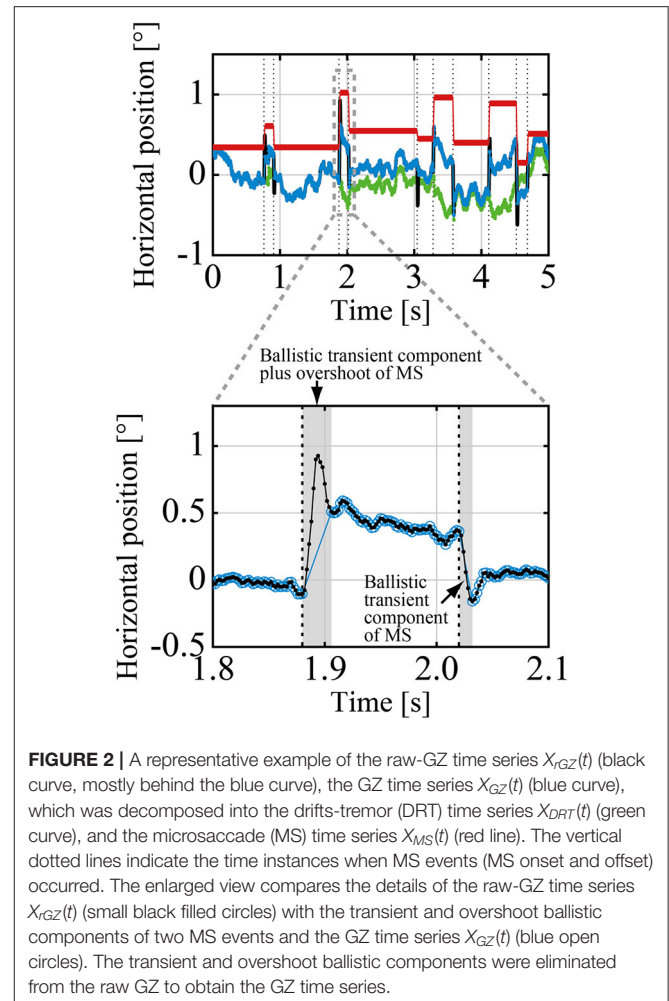 Horizontal position [°]
1
0
-1
0 1 2 3 4 5
Time [s]
Ballistic transient component
plus overshoot of MS
Horizontal position [°]
1
0.5
0
-0.5
Ballistic
transient
component
of MS
1.8 1.9 2.0 2.1
Time [s]
FIGURE 2 | A representative example of the raw-GZ time series XrGZ(t) (black
curve, mostly behind the blue curve), the GZ time series XGZ(t) (blue curve),
which was decomposed into the drifts-tremor (DRT) time series XDRT(t) (green
curve), and the microsaccade (MS) time series XMS(t) (red line). The vertical
dotted lines indicate the time instances when MS events (MS onset and offset)
occurred. The enlarged view compares the details of the raw-GZ time series
XrGZ(t) (small black filled circles) with the transient and overshoot ballistic
components of two MS events and the GZ time series XGZ(t) (blue open
circles). The transient and overshoot ballistic components were eliminated
from the raw GZ to obtain the GZ time series.